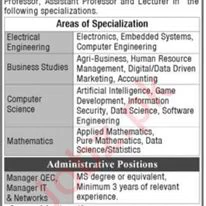 Professor, Assistant Professor and Lecturer in the
following specializations.
Areas of Specialization
Electrical
Engineering
Electronics, Embedded Systems,
Computer Engineering
Business Studies
Agri-Business, Human Resource
Management, Digital/Data Driven
Marketing, Accounting
Computer
Science
Artificial Intelligence, Game
Development, Information
Security, Data Science, Software
Engineering
Mathematics
Applied Mathematics,
Pure Mathematics, Data
Science/Statistics
Administrative Positions
Manager QEC
Manager IT
& Networks
MS degree or equivalent,
Minimum 3 years of relevant
experience.